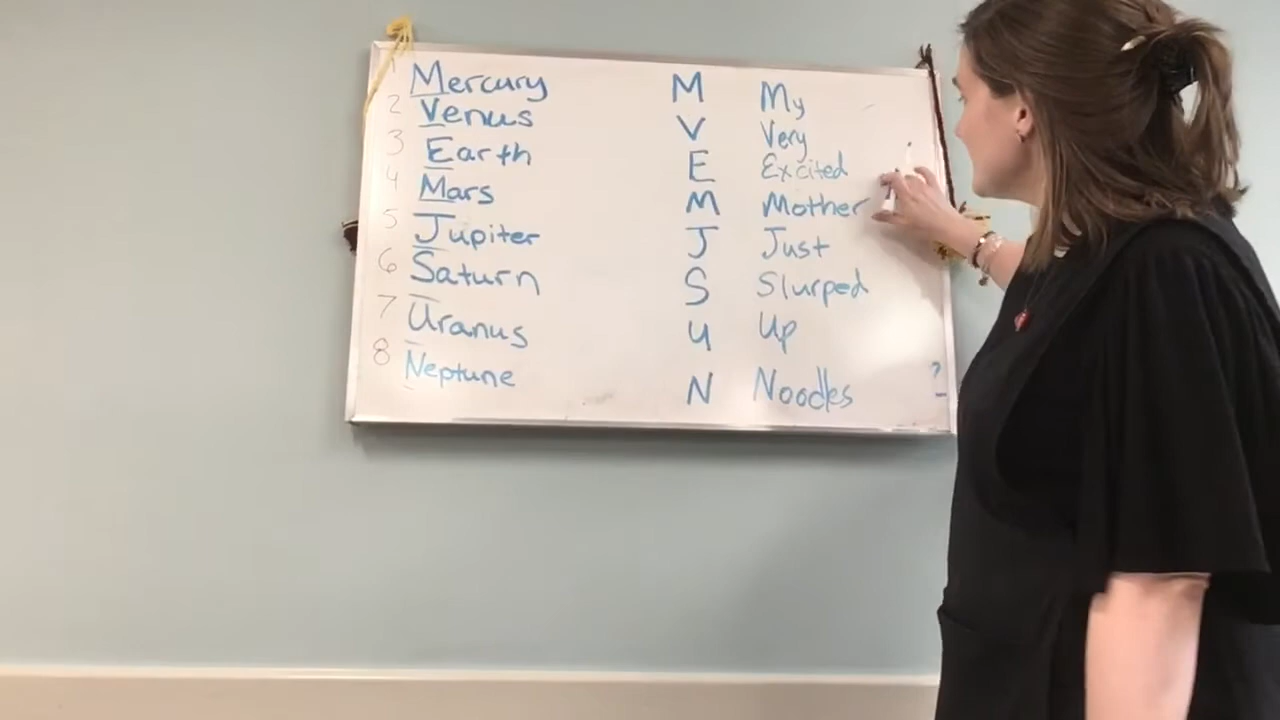 1 Mercury M My
2 Venus V Very
3 Earth E Excited
4 Mars M Mother
5 Jupiter J Just
6 Saturn S Slurped
7 Uranus U Up
8 Neptune N Noodles ?